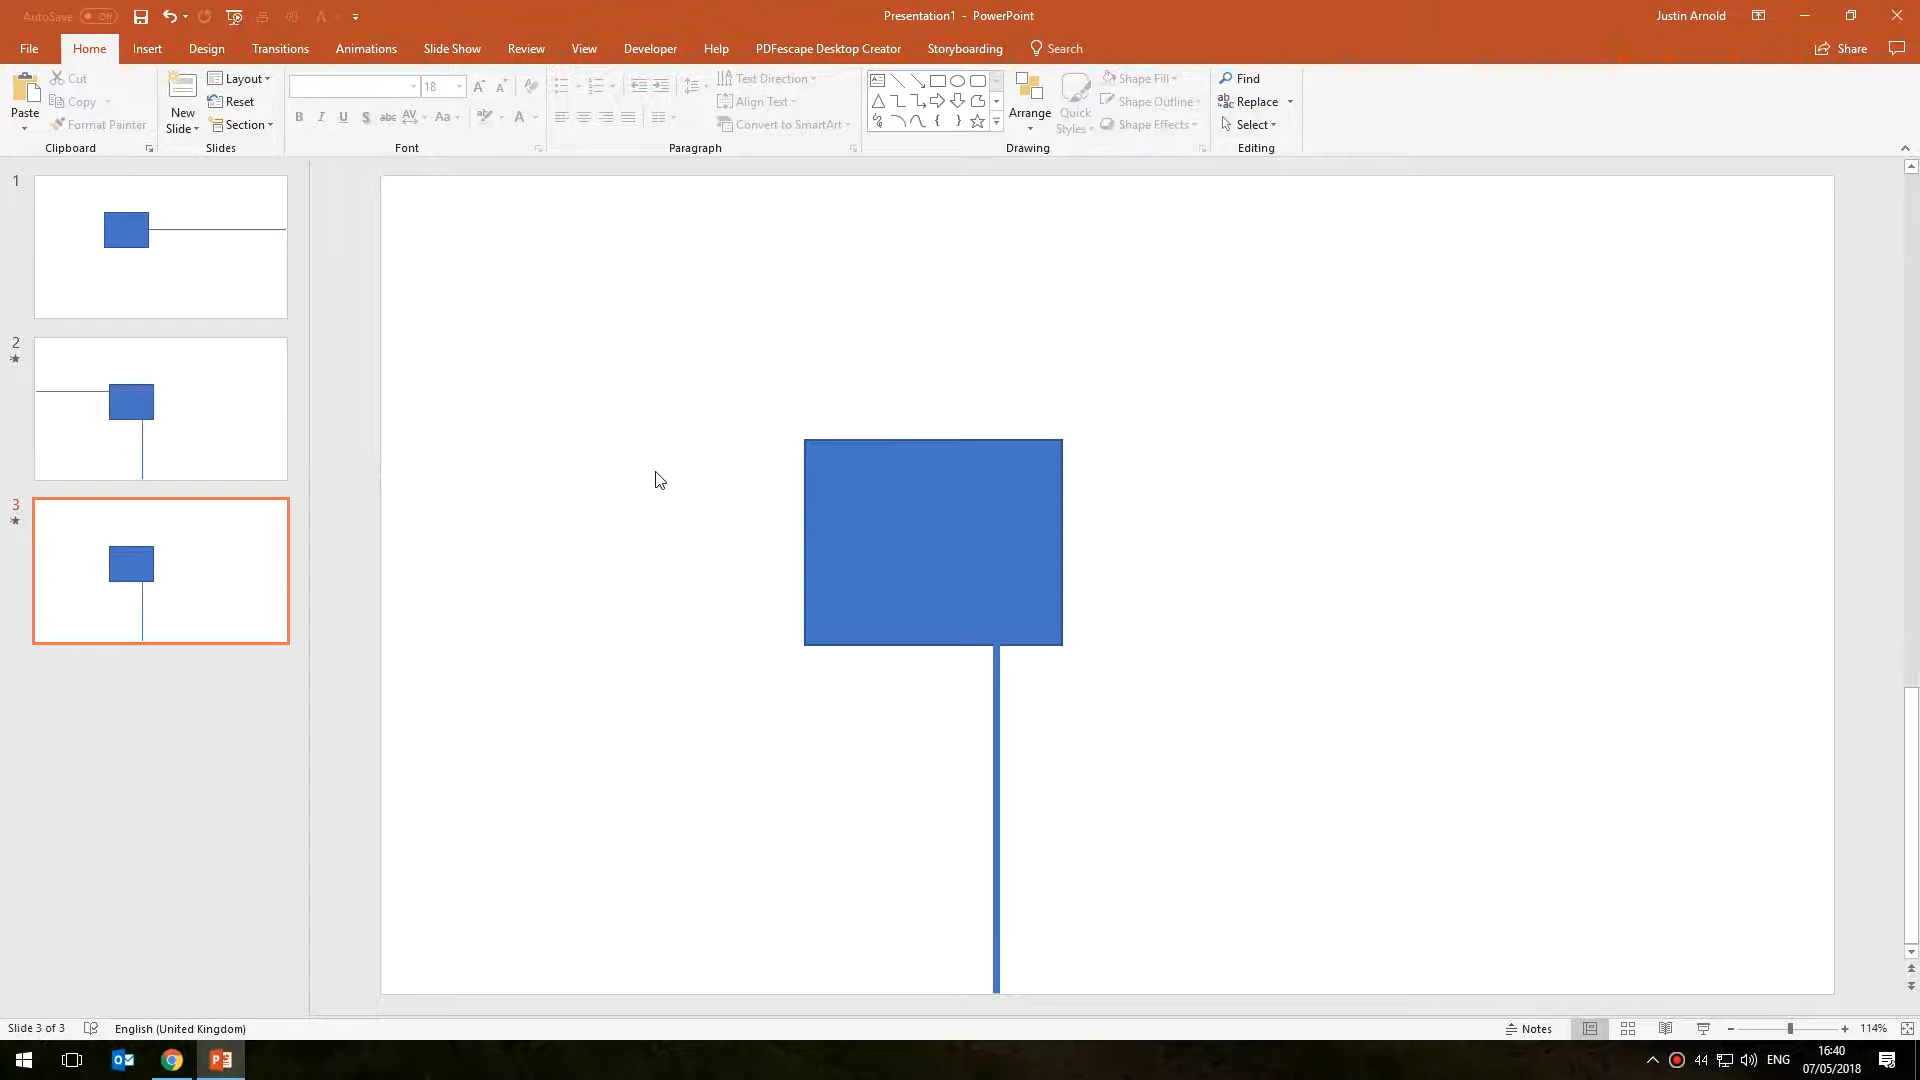 AutoSave Off
Presentation1 - PowerPoint
Justin Arnold
File Home Insert Design Transitions Animations Slide Show Review View Developer Help PDFescape Desktop Creator Storyboarding Search Share
Paste
Cut
Copy
Format Painter
Clipboard
New Slide
Layout
Reset
Section
Slides
18
B I U S abc AV Aa A
Font
Text Direction
Align Text
Convert to SmartArt
Paragraph
Arrange
Quick Styles
Shape Fill
Shape Outline
Shape Effects
Drawing
Find
Replace
Select
Editing
1
2
3
Slide 3 of 3 English (United Kingdom) Notes 114%
44 ENG
16:40
07/05/2018